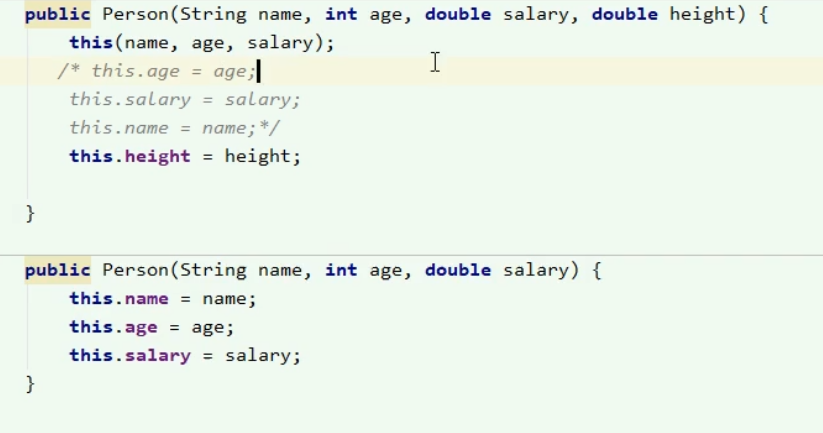 public Person(String name, int age, double salary, double height) {
    this(name, age, salary);
   /* this.age = age;
    this.salary = salary;
    this.name = name;*/
    this.height = height;
}
public Person(String name, int age, double salary) {
    this.name = name;
    this.age = age;
    this.salary = salary;
}